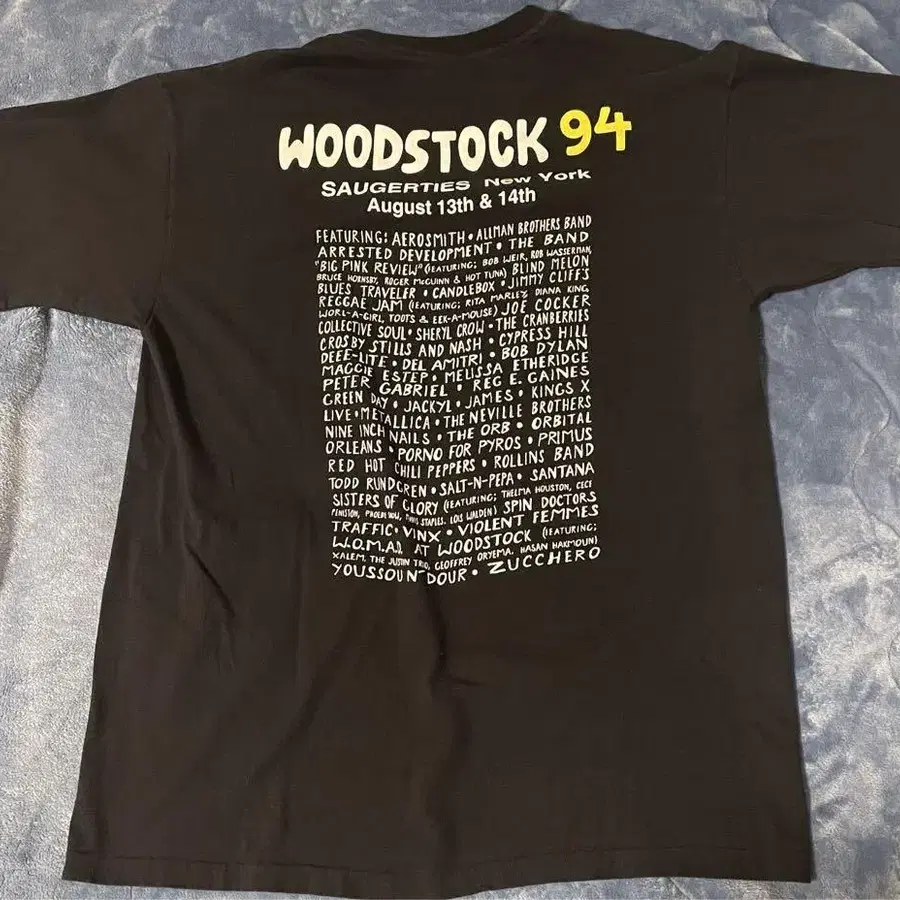 WOODSTOCK 94
SAUGERTIES New York
August 13th & 14th
FEATURING: AEROSMITH • ALLMAN BROTHERS BAND
ARRESTED DEVELOPMENT • THE BAND
"BIG PINK REVIEW" (FEATURING: BOB WEIR, ROB WASSERMAN,
BRUCE HORNSBY, ROGER McGUINN & HOT TUNA) BLIND MELON
BLUES TRAVELER • CANDLEBOX • JIMMY CLIFFS
REGGAE JAM (FEATURING: RITA MARLEY, DIANA KING,
WORL-A-GIRL, TOOTS & EEK-A-MOUSE) JOE COCKER
COLLECTIVE SOUL • SHERYL CROW • THE CRANBERRIES
CROSBY STILLS AND NASH • CYPRESS HILL
DEEE-LITE • DEL AMITRI • BOB DYLAN
MAGGIE ESTEP • MELISSA ETHERIDGE
PETER GABRIEL • REG E. GAINES
GREEN DAY • JACKYL • JAMES • KINGS X
LIVE • METALLICA • THE NEVILLE BROTHERS
NINE INCH NAILS • THE ORB • ORBITAL
ORLEANS • PORNO FOR PYROS • PRIMUS
RED HOT CHILI PEPPERS • ROLLINS BAND
TODD RUNDGREN • SALT-N-PEPA • SANTANA
SISTERS OF GLORY (FEATURING: THELMA HOUSTON, CECE
PENISTON, PHOEBE SNOW, STAPLES, LOIS WALDEN) SPIN DOCTORS
TRAFFIC • VINX • VIOLENT FEMMES
W.O.M.A.D. AT WOODSTOCK (FEATURING:
XALEM, THE JUSTIN TRIO, GEOFFREY ORYEMA, HASAN HAKMOUN)
YOUSSOU N'DOUR • ZUCCHERO